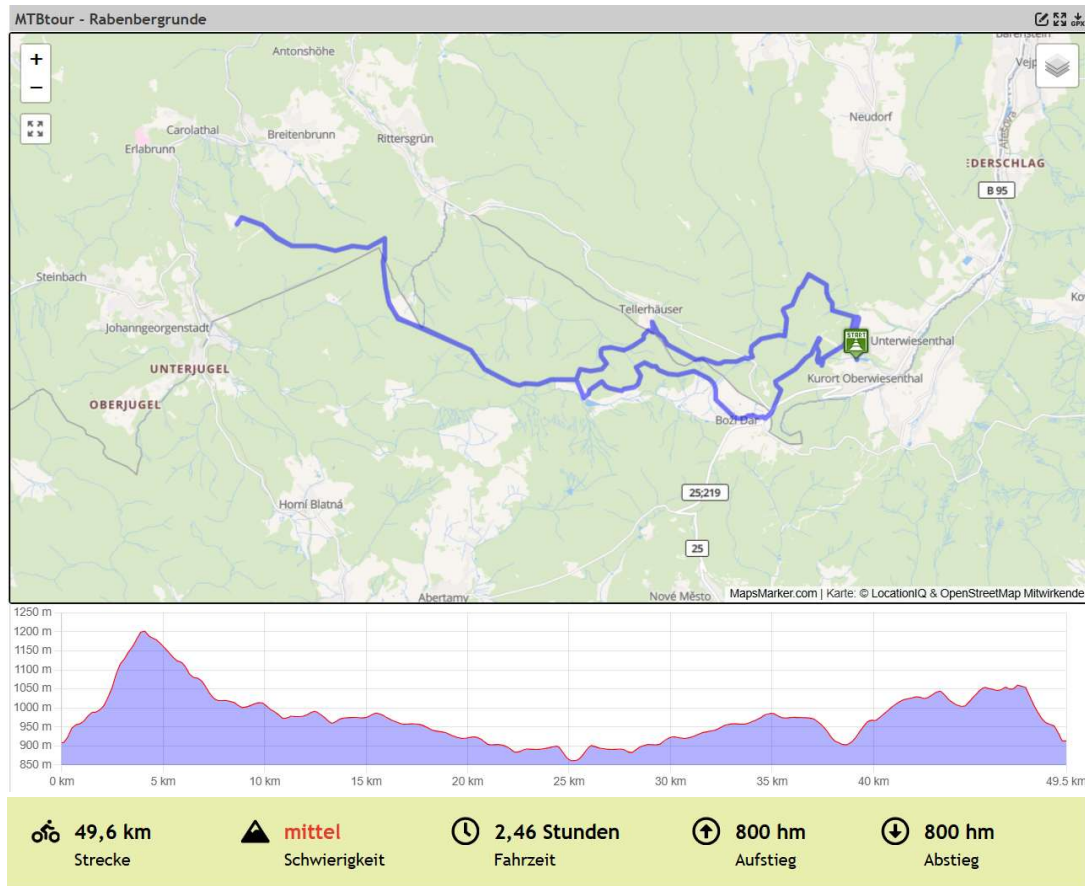 MTBtour - Rabenbergrunde
GPX
+
−
Antonshöhe
Bärenstein
Vejp
Carolathal
Breitenbrunn
Rittersgrün
Neudorf
Erlabrunn
EDERSCHLAG
B 95
Steinbach
Tellerhäuser
START
Johanngeorgenstadt
Unterwiesenthal
UNTERJUGEL
Kurort Oberwiesenthal
OBERJUGEL
Boží Dar
25;219
Horní Blatná
25
Abertamy
Nové Město
MapsMarker.com | Karte: © LocationIQ & OpenStreetMap Mitwirkende
1250 m
1200 m
1150 m
1100 m
1050 m
1000 m
950 m
900 m
850 m
0 km 5 km 10 km 15 km 20 km 25 km 30 km 35 km 40 km 49.5 km
49,6 km mittel 2,46 Stunden 800 hm 800 hm
Strecke Schwierigkeit Fahrzeit Aufstieg Abstieg